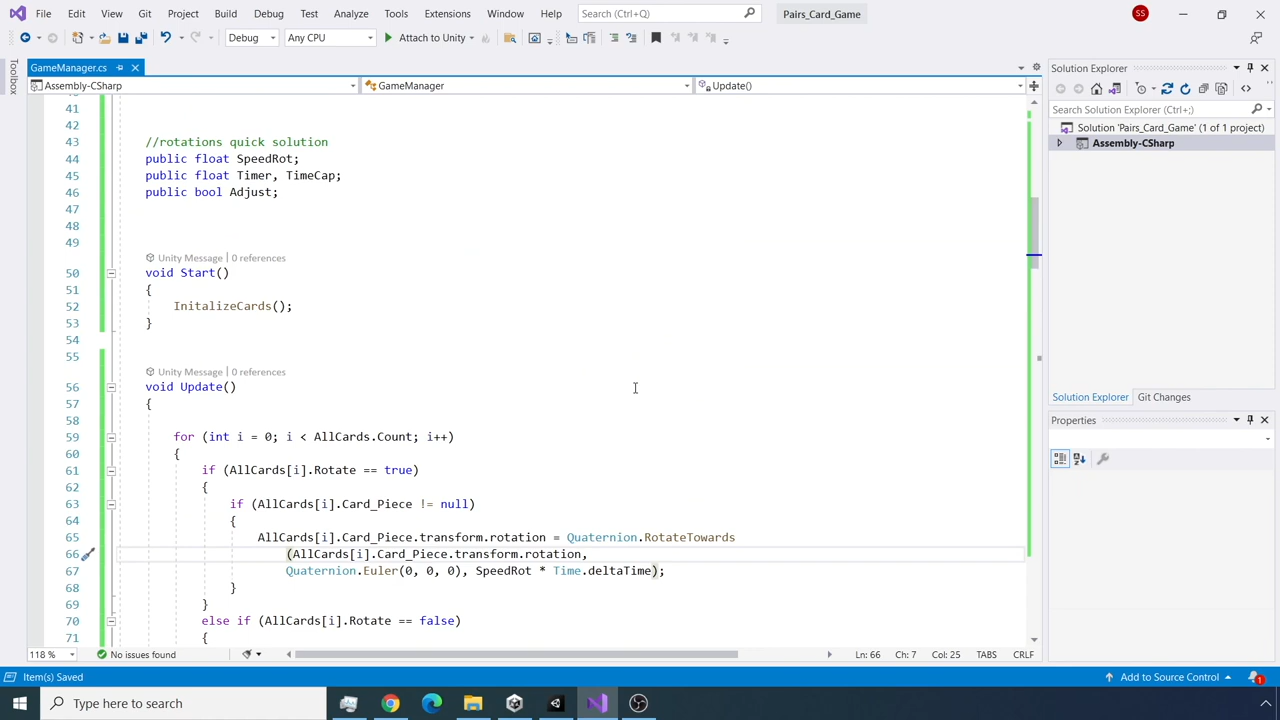 File Edit View Git Project Build Debug Test Analyze Tools Extensions Window Help Search (Ctrl+Q) Pairs_Card_Game SS
Debug Any CPU Attach to Unity
Toolbox
GameManager.cs
Assembly-CSharp GameManager Update()
41
42
43 //rotations quick solution
44 public float SpeedRot;
45 public float Timer, TimeCap;
46 public bool Adjust;
47
48
49
Unity Message | 0 references
50 void Start()
51 {
52 InitalizeCards();
53 }
54
55
Unity Message | 0 references
56 void Update()
57 {
58
59 for (int i = 0; i < AllCards.Count; i++)
60 {
61 if (AllCards[i].Rotate == true)
62 {
63 if (AllCards[i].Card_Piece != null)
64 {
65 AllCards[i].Card_Piece.transform.rotation = Quaternion.RotateTowards
66 (AllCards[i].Card_Piece.transform.rotation,
67 Quaternion.Euler(0, 0, 0), SpeedRot * Time.deltaTime);
68 }
69 }
70 else if (AllCards[i].Rotate == false)
71 {
118 % No issues found Ln: 66 Ch: 7 Col: 25 TABS CRLF
Solution Explorer
Search Solution Explorer (Ctrl+;)
Solution 'Pairs_Card_Game' (1 of 1 project)
Assembly-CSharp
Solution Explorer Git Changes
Properties
Item(s) Saved Add to Source Control 1
Type here to search